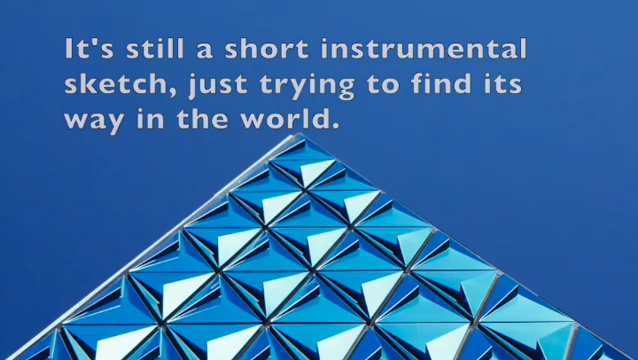 It's still a short instrumental
sketch, just trying to find its
way in the world.